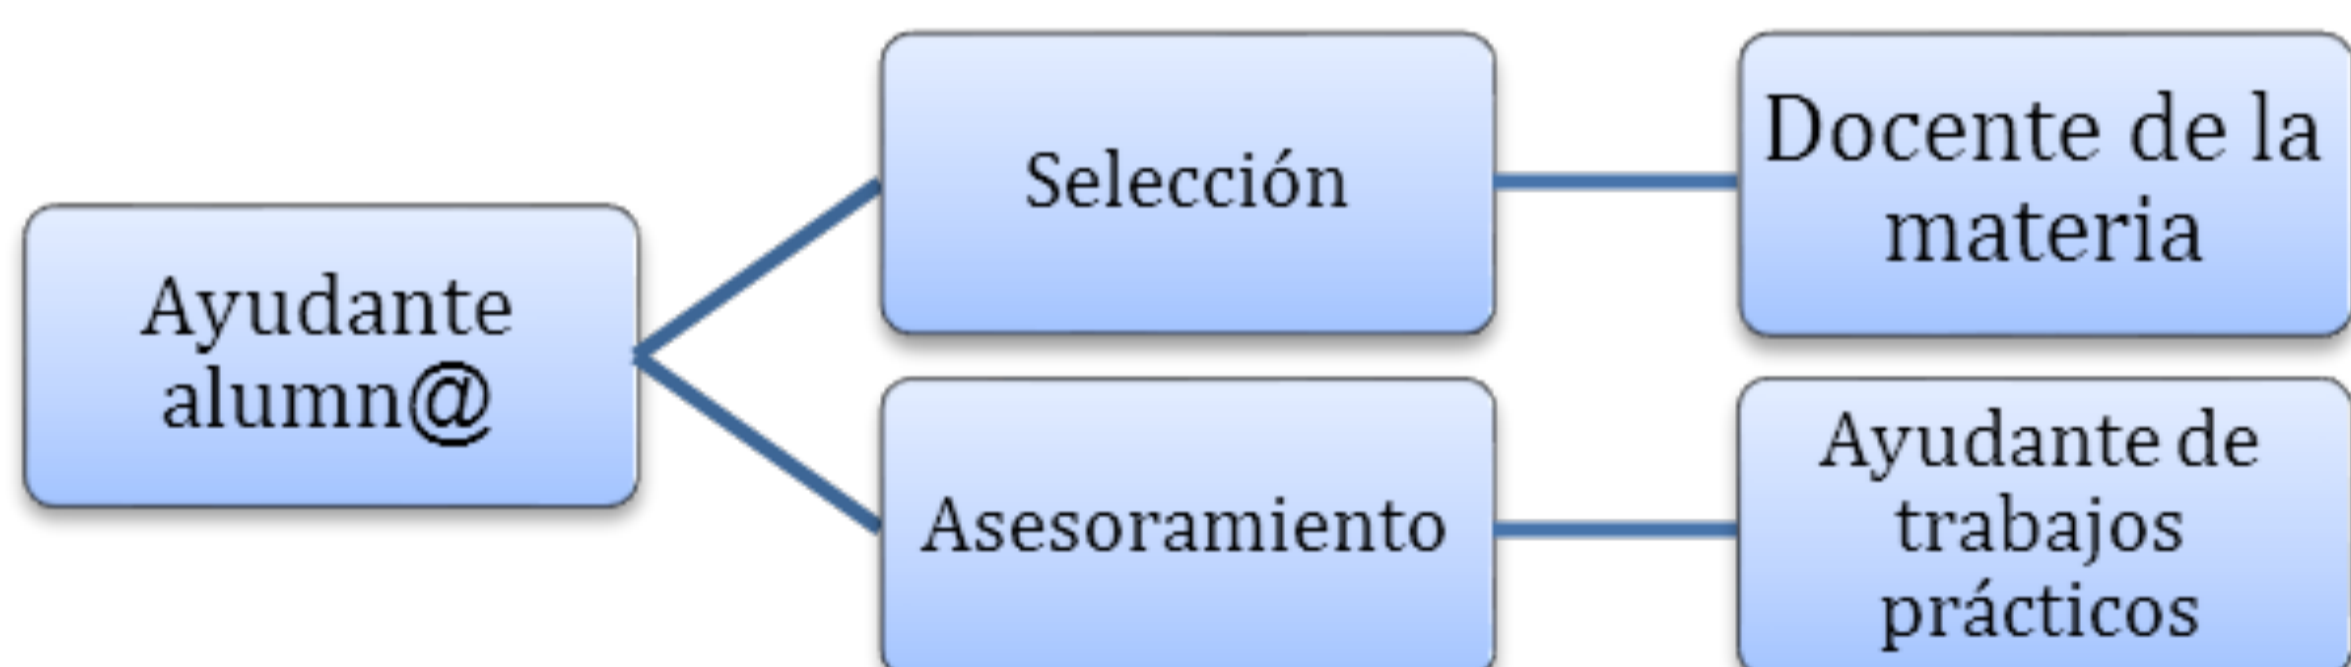 Ayudante
alumn@
Selección
Docente de la
materia
Asesoramiento
Ayudante de
trabajos
prácticos